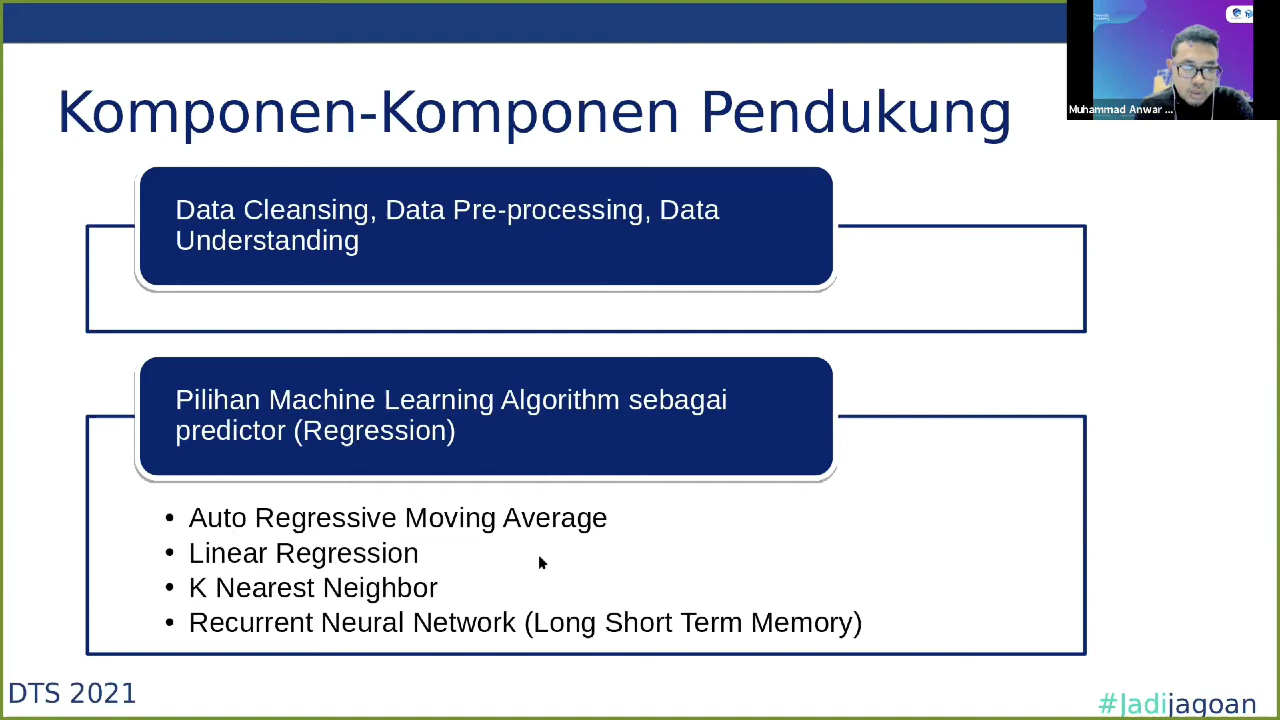 Komponen-Komponen Pendukung
Muhammad Anwar ...
Data Cleansing, Data Pre-processing, Data
Understanding
Pilihan Machine Learning Algorithm sebagai
predictor (Regression)
• Auto Regressive Moving Average
• Linear Regression
• K Nearest Neighbor
• Recurrent Neural Network (Long Short Term Memory)
DTS 2021
#Jadijagoan